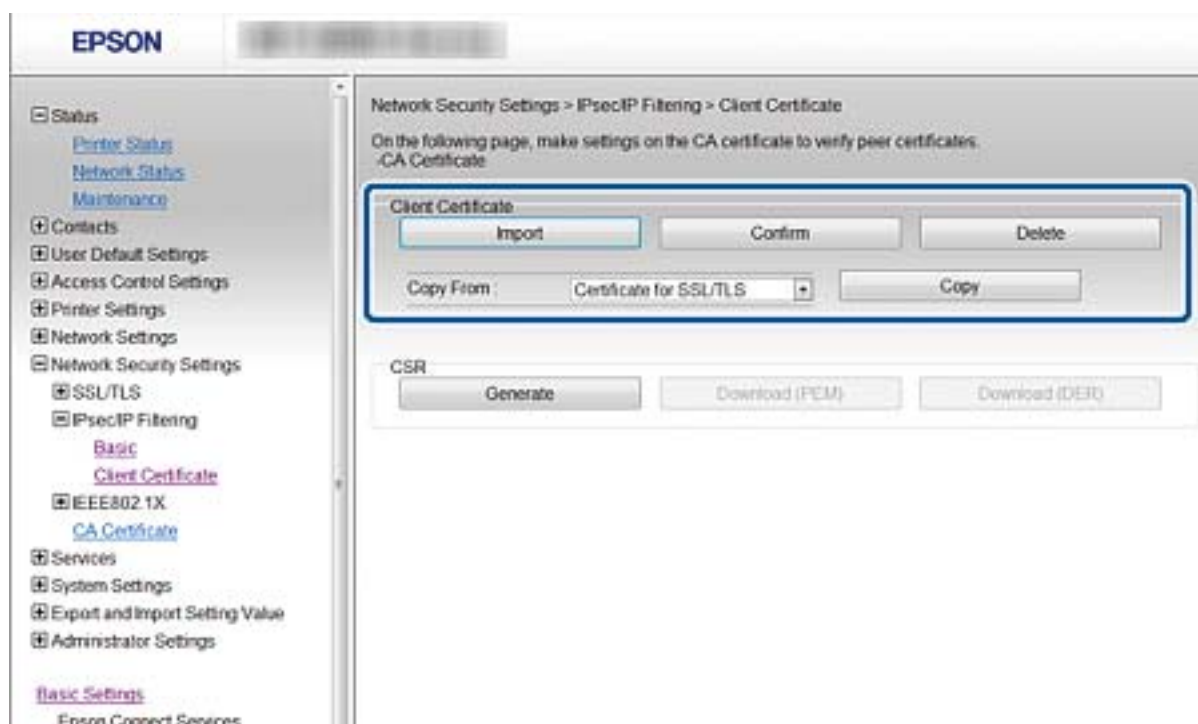 EPSON
Status
Printer Status
Network Status
Maintenance
Contacts
User Default Settings
Access Control Settings
Printer Settings
Network Settings
Network Security Settings
SSL/TLS
IPsec/IP Filtering
Basic
Client Certificate
IEEE802.1X
CA Certificate
Services
System Settings
Export and Import Setting Value
Administrator Settings
Basic Settings
Epson Connect Services
Network Security Settings > IPsec/IP Filtering > Client Certificate
On the following page, make settings on the CA certificate to verify peer certificates.
-CA Certificate
Client Certificate
Import Confirm Delete
Copy From : Certificate for SSL/TLS Copy
CSR
Generate Download (PEM) Download (DER)